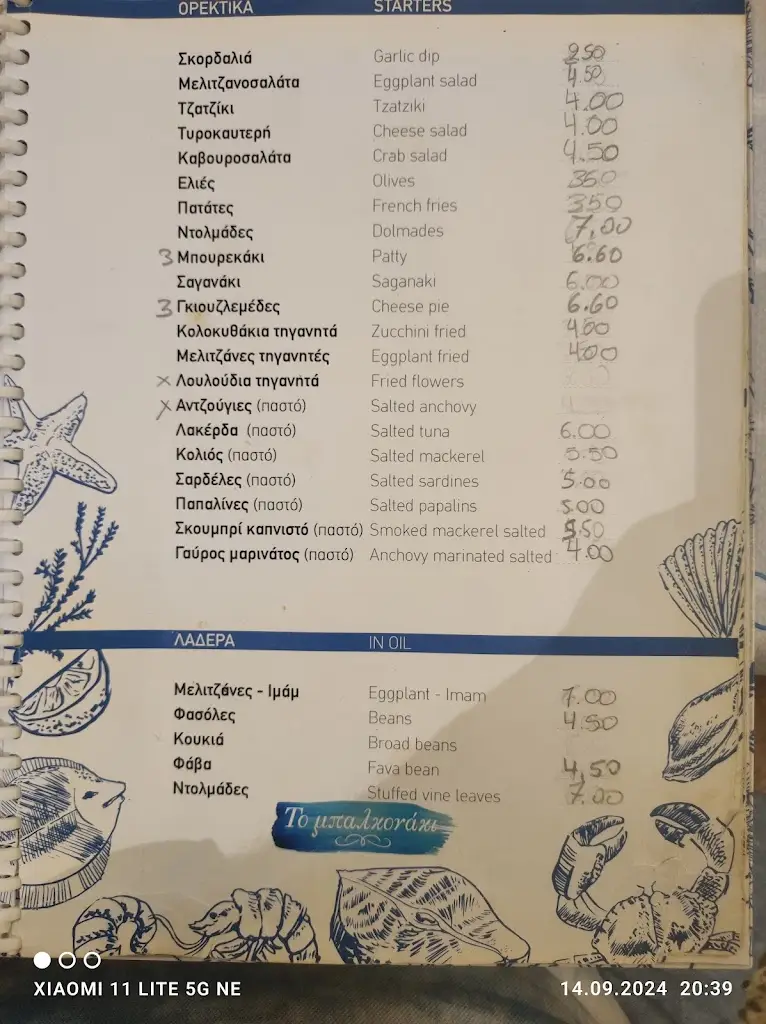 ΟΡΕΚΤΙΚΑ STARTERS
Σκορδαλιά Garlic dip
Μελιτζανοσαλάτα Eggplant salad 4.50
Τζατζίκι Tzatziki 4.00
Τυροκαυτερή Cheese salad 4.00
Καβουροσαλάτα Crab salad 4.50
Ελιές Olives 350
Πατάτες French fries 350
Ντολμάδες Dolmades 7,00
3 Μπουρεκάκι Patty 6.60
Σαγανάκι Saganaki 6.00
3 Γκιουζλεμέδες Cheese pie 6.60
Κολοκυθάκια τηγανητά Zucchini fried 4.00
Μελιτζάνες τηγανητές Eggplant fried 4.00
x Λουλούδια τηγανητά Fried flowers
x Αντζούγιες (παστό) Salted anchovy
Λακέρδα (παστό) Salted tuna 6.00
Κολιός (παστό) Salted mackerel 5.50
Σαρδέλες (παστό) Salted sardines 5.00
Παπαλίνες (παστό) Salted papalins 5.00
Σκουμπρί καπνιστό (παστό) Smoked mackerel salted
Γαύρος μαρινάτος (παστό) Anchovy marinated salted 4.00
ΛΑΔΕΡΑ IN OIL
Μελιτζάνες - Ιμάμ Eggplant - Imam 7.00
Φασόλες Beans 4.50
Κουκιά Broad beans
Φάβα Fava bean 4,50
Ντολμάδες Stuffed vine leaves 7.00
Το μπαλκονάκι
XIAOMI 11 LITE 5G NE 14.09.2024 20:39